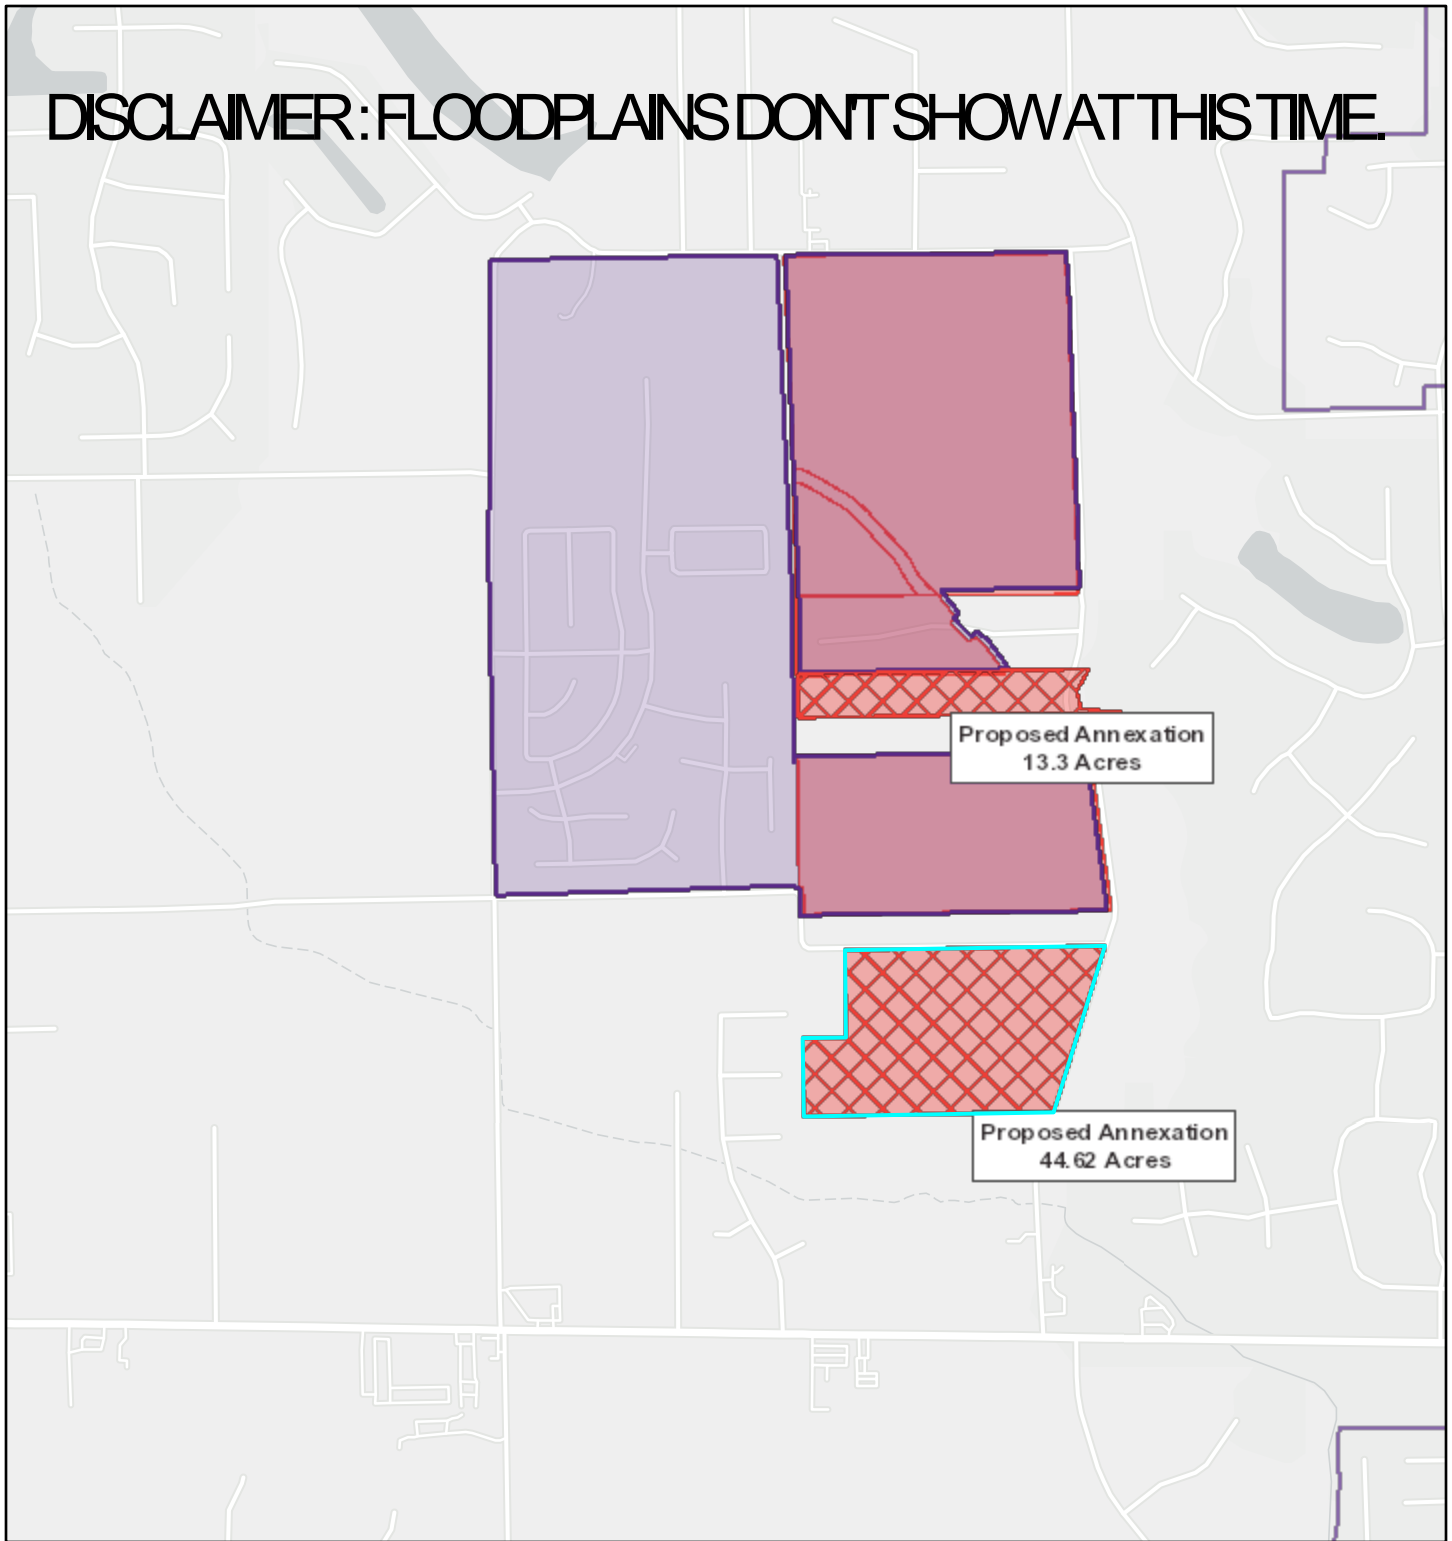 DISCLAIMER: FLOODPLAINS DON'T SHOW AT THIS TIME.
Proposed Annexation
13.3 Acres
Proposed Annexation
44.62 Acres